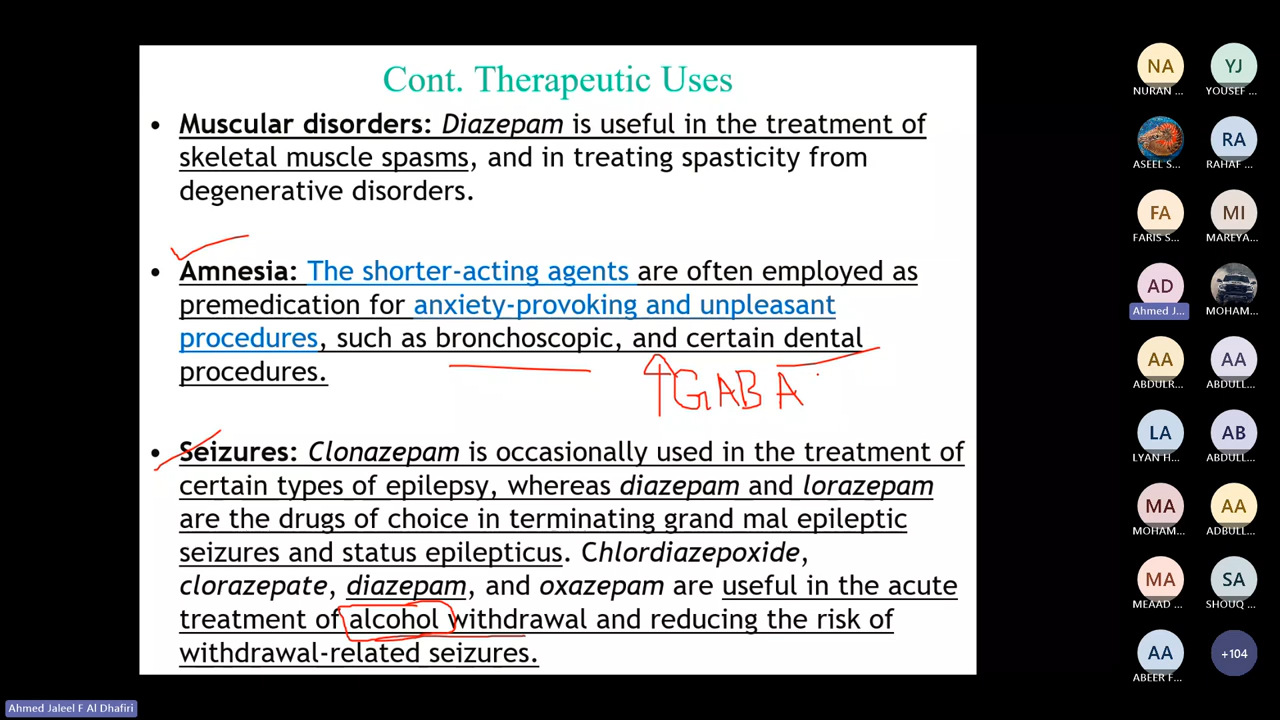 Cont. Therapeutic Uses
• Muscular disorders: Diazepam is useful in the treatment of
skeletal muscle spasms, and in treating spasticity from
degenerative disorders.
• Amnesia: The shorter-acting agents are often employed as
premedication for anxiety-provoking and unpleasant
procedures, such as bronchoscopic, and certain dental
procedures.
↑GABA
• Seizures: Clonazepam is occasionally used in the treatment of
certain types of epilepsy, whereas diazepam and lorazepam
are the drugs of choice in terminating grand mal epileptic
seizures and status epilepticus. Chlordiazepoxide,
clorazepate, diazepam, and oxazepam are useful in the acute
treatment of alcohol withdrawal and reducing the risk of
withdrawal-related seizures.
NA
NURAN ...
YJ
YOUSEF ...
ASEEL S...
RA
RAHAF ...
FA
FARIS S...
MI
MAREYA...
AD
Ahmed J...
MOHAM...
AA
ABDULR...
AA
ABDULL...
LA
LYAN H...
AB
ABDULL...
MA
MOHAM...
AA
ADBULL...
MA
MEAAD ...
SA
SHOUQ ...
AA
ABEER F...
+104
Ahmed Jaleel F Al Dhafiri